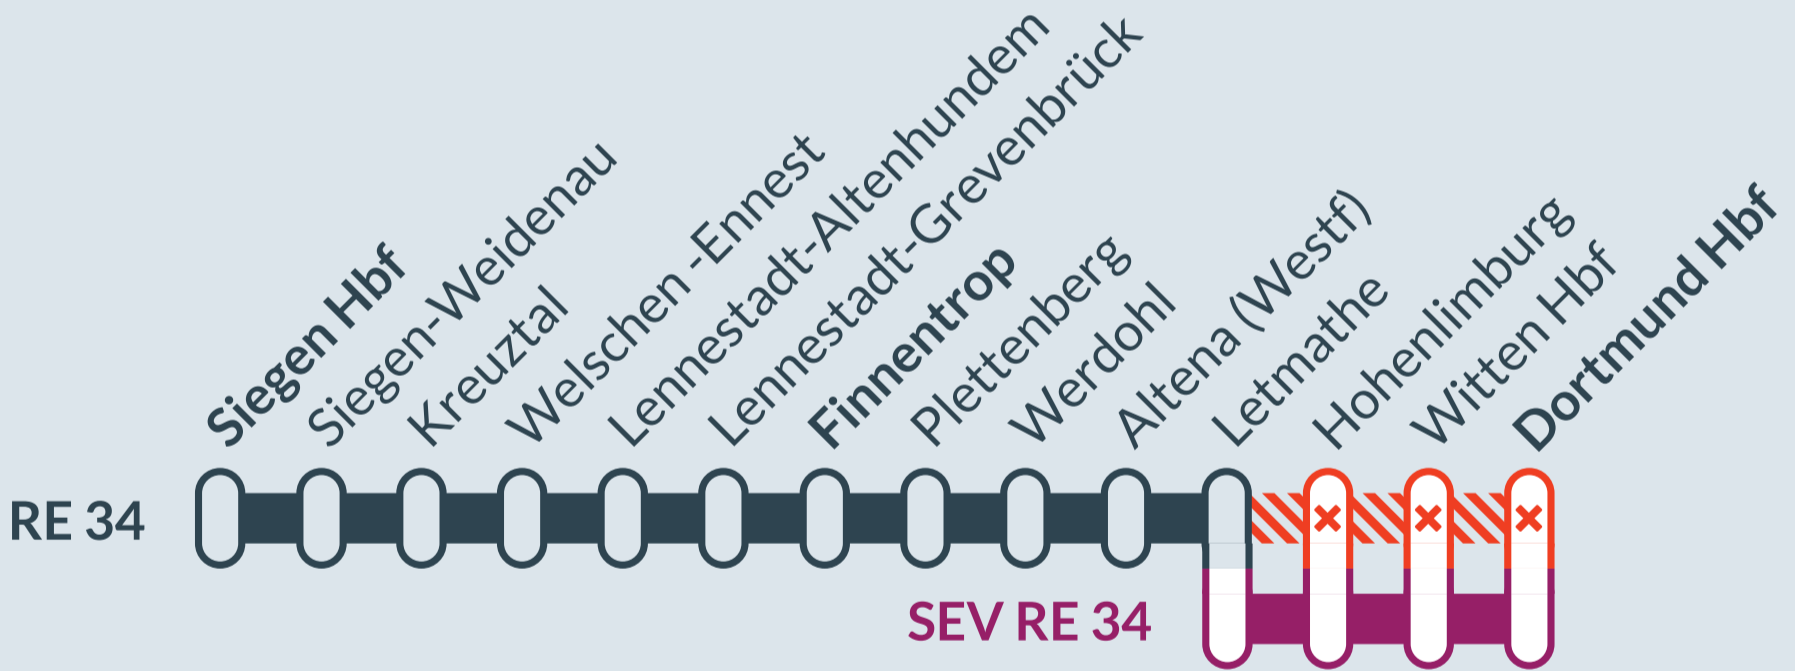 Siegen Hbf
Siegen-Weidenau
Kreuztal
Welschen -Ennest
Lennestadt-Altenhundem
Lennestadt-Grevenbrück
Finnentrop
Plettenberg
Werdohl
Altena (Westf)
Letmathe
Hohenlimburg
Witten Hbf
Dortmund Hbf
RE 34
SEV RE 34